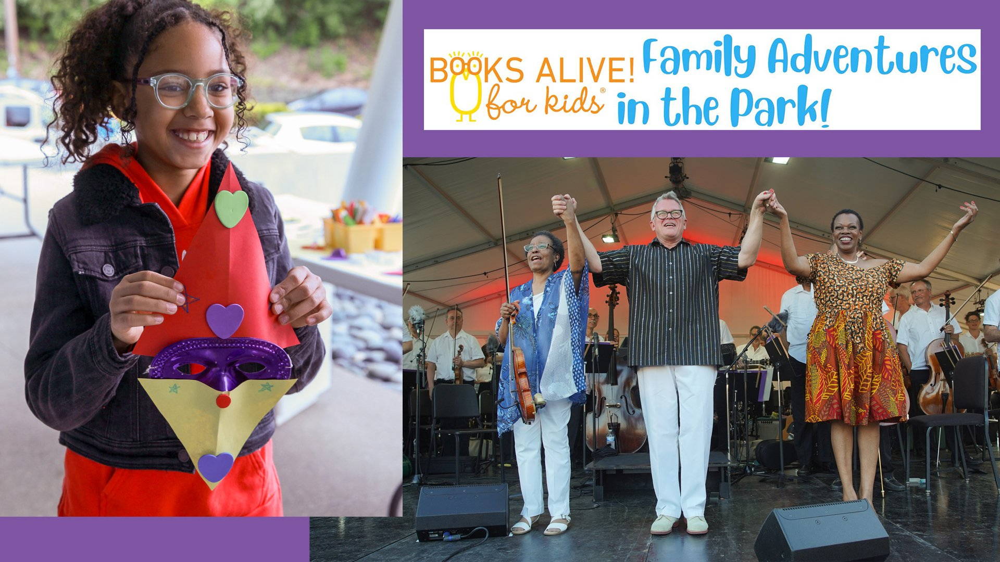 BOOKS ALIVE!
for kids®
Family Adventures
in the Park!